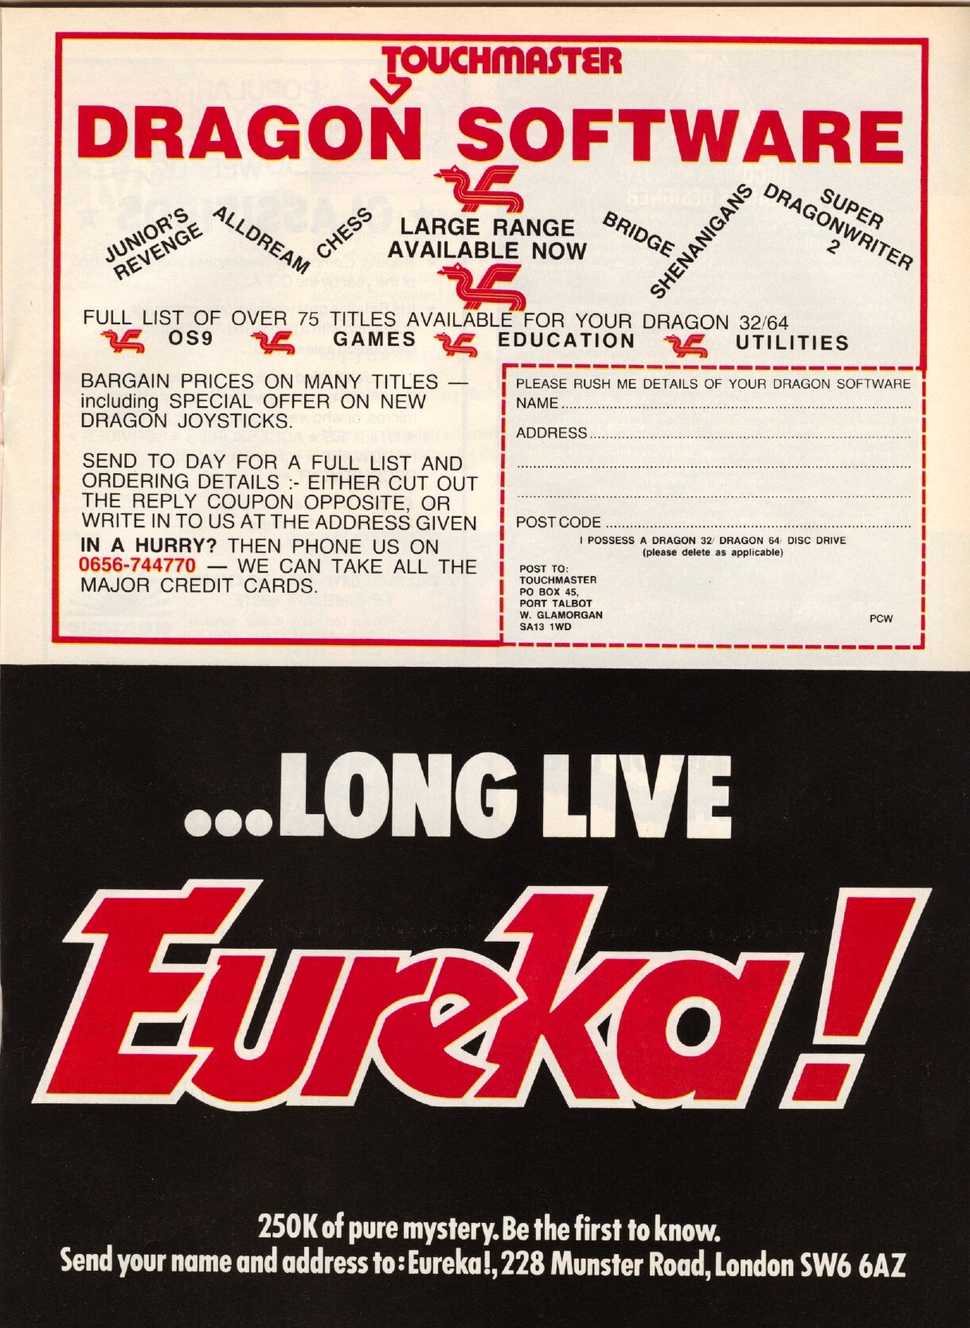 TOUCHMASTER
DRAGON SOFTWARE
JUNIOR'S
REVENGE
ALLDREAM
CHESS
LARGE RANGE
AVAILABLE NOW
BRIDGE
SHENANIGANS
SUPER
DRAGONWRITER
2
FULL LIST OF OVER 75 TITLES AVAILABLE FOR YOUR DRAGON 32/64
OS9 GAMES EDUCATION UTILITIES
BARGAIN PRICES ON MANY TITLES —
including SPECIAL OFFER ON NEW
DRAGON JOYSTICKS.
SEND TO DAY FOR A FULL LIST AND
ORDERING DETAILS :- EITHER CUT OUT
THE REPLY COUPON OPPOSITE, OR
WRITE IN TO US AT THE ADDRESS GIVEN
IN A HURRY? THEN PHONE US ON
0656-744770 — WE CAN TAKE ALL THE
MAJOR CREDIT CARDS.
PLEASE RUSH ME DETAILS OF YOUR DRAGON SOFTWARE
NAME
ADDRESS
POST CODE
I POSSESS A DRAGON 32/ DRAGON 64/ DISC DRIVE
(please delete as applicable)
POST TO:
TOUCHMASTER
PO BOX 45,
PORT TALBOT
W. GLAMORGAN
SA13 1WD
PCW
...LONG LIVE
Eureka!
250K of pure mystery. Be the first to know.
Send your name and address to: Eureka!, 228 Munster Road, London SW6 6AZ